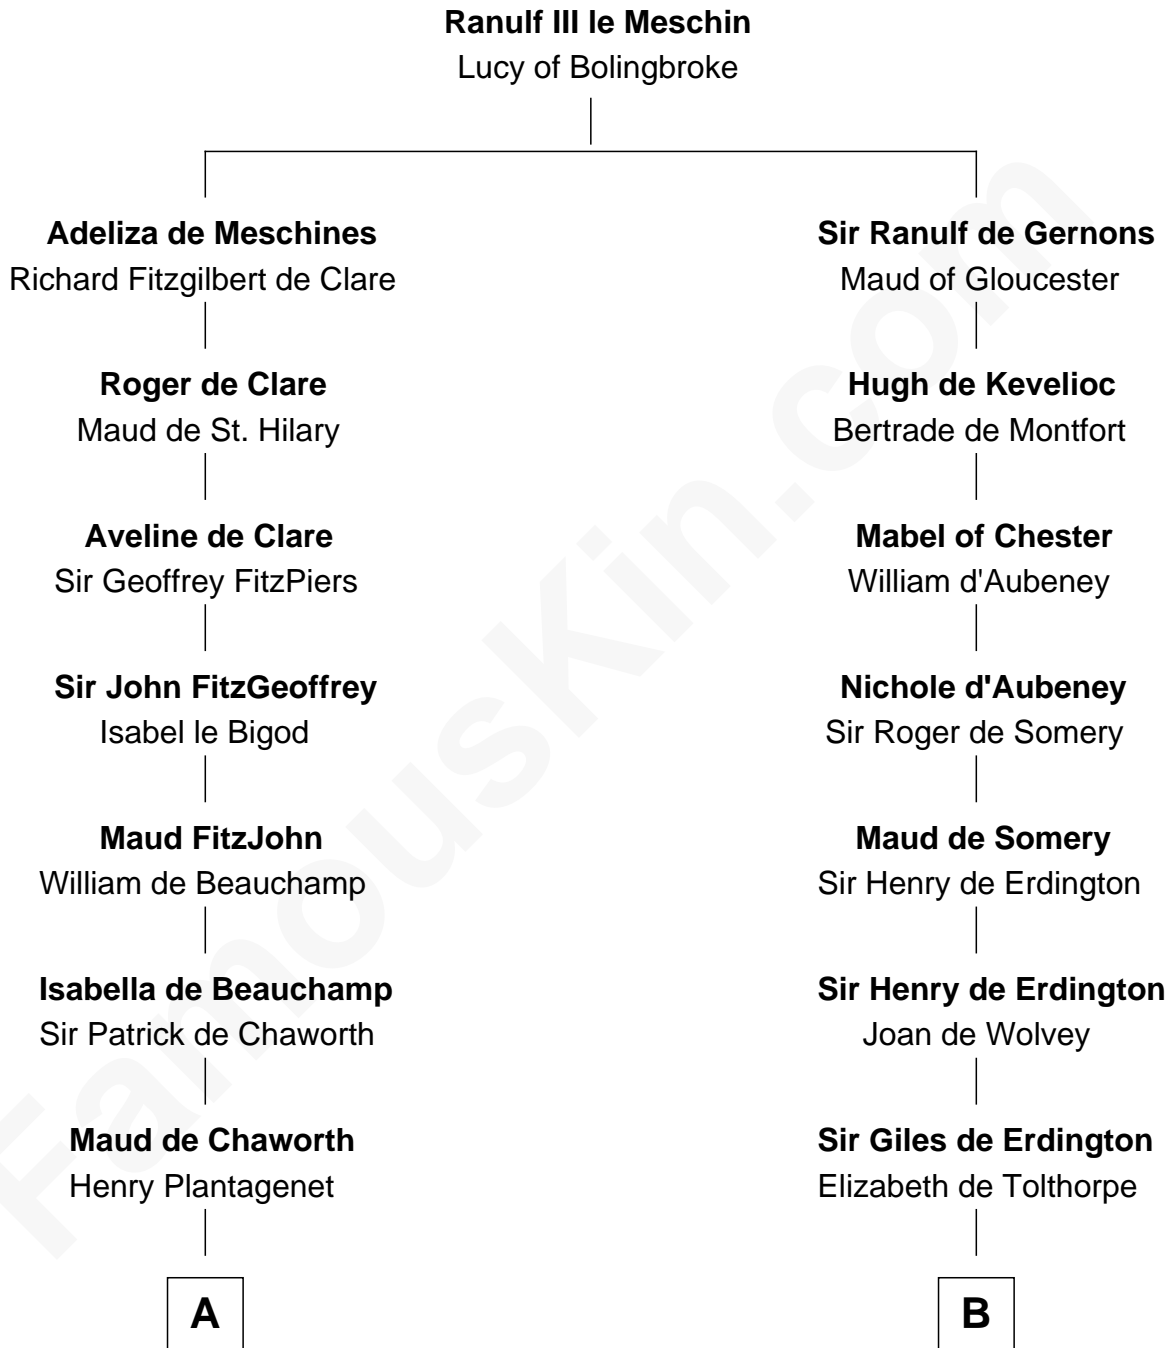 Ranulf III le Meschin
Lucy of Bolingbroke
Adeliza de Meschines
Richard Fitzgilbert de Clare
Roger de Clare
Maud de St. Hilary
Aveline de Clare
Sir Geoffrey FitzPiers
Sir John FitzGeoffrey
Isabel le Bigod
Maud FitzJohn
William de Beauchamp
Isabella de Beauchamp
Sir Patrick de Chaworth
Maud de Chaworth
Henry Plantagenet
A
Sir Ranulf de Gernons
Maud of Gloucester
Hugh de Kevelioc
Bertrade de Montfort
Mabel of Chester
William d'Aubeney
Nichole d'Aubeney
Sir Roger de Somery
Maud de Somery
Sir Henry de Erdington
Sir Henry de Erdington
Joan de Wolvey
Sir Giles de Erdington
Elizabeth de Tolthorpe
B
FamousKin.com